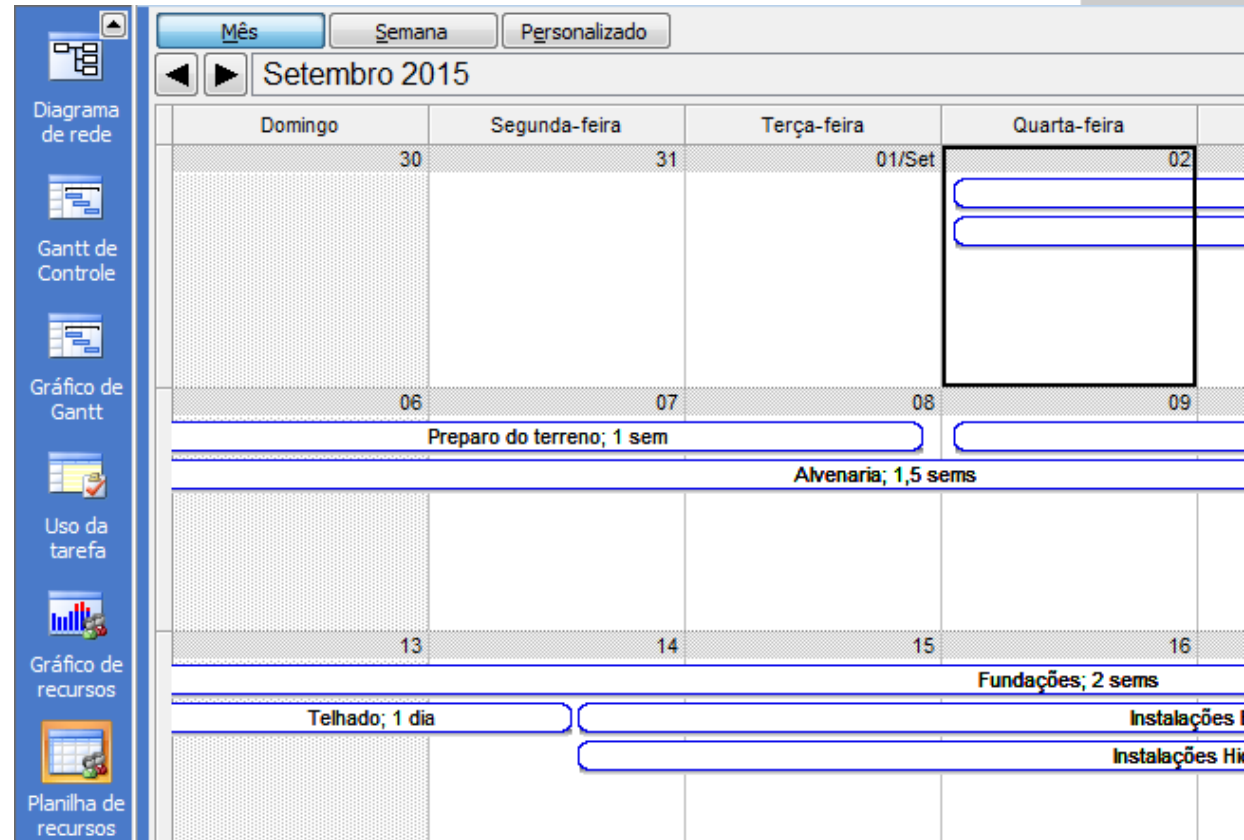 Diagrama
de rede
Gantt de
Controle
Gráfico de
Gantt
Uso da
tarefa
Gráfico de
recursos
Planilha de
recursos
Mês Semana Personalizado
Setembro 2015
Domingo Segunda-feira Terça-feira Quarta-feira
30 31 01/Set 02
06 07 08 09
Preparo do terreno; 1 sem
Alvenaria; 1,5 sems
13 14 15 16
Fundações; 2 sems
Telhado; 1 dia Instalações
Instalações